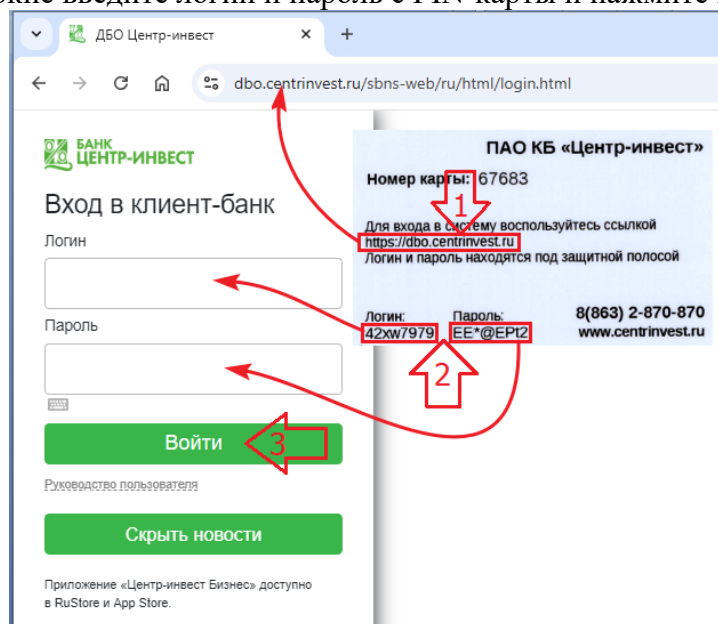 ДБО Центр-инвест
dbo.centrinvest.ru/sbns-web/ru/html/login.html
БАНК
ЦЕНТР-ИНВЕСТ
Вход в клиент-банк
Логин
Пароль
Войти
3
Руководство пользователя
Скрыть новости
Приложение «Центр-инвест Бизнес» доступно
в RuStore и App Store.
ПАО КБ «Центр-инвест»
Номер карты: 67683
1
Для входа в систему воспользуйтесь ссылкой
https://dbo.centrinvest.ru
Логин и пароль находятся под защитной полосой
Логин: Пароль: 8(863) 2-870-870
42xw7979 EE*@EPt2 www.centrinvest.ru
2